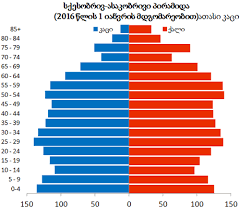 სქესობრივ-ასაკობრივი პირამიდა
(2016 წლის 1 იანვრის მდგომარეობით)ათასი კაცი
კაცი ქალი
85+
80 - 84
75 - 79
70 - 74
65 - 69
60 - 64
55 - 59
50 - 54
45 - 49
40 - 44
35 - 39
30 - 34
25 - 29
20 - 24
15 - 19
10 - 14
5 - 9
0-4
150 100 50 0 50 100 150